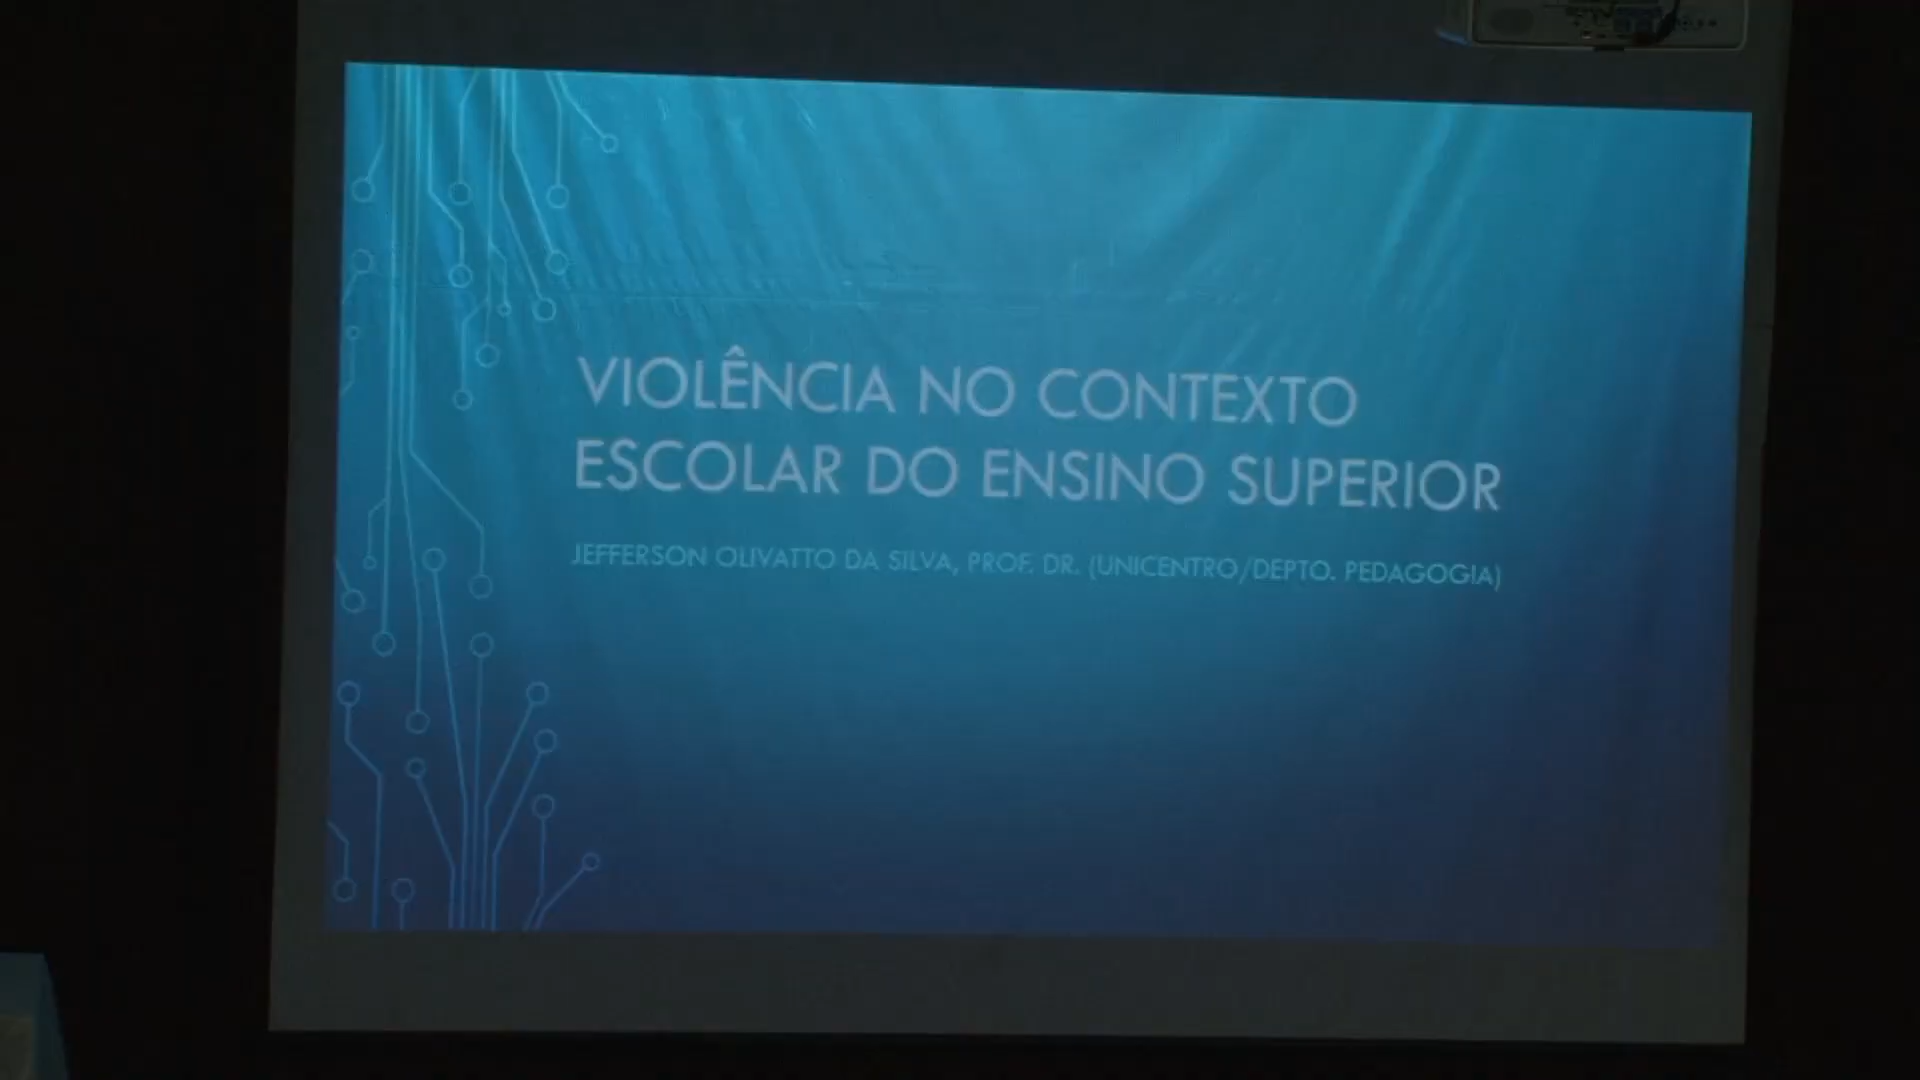 VIOLÊNCIA NO CONTEXTO
ESCOLAR DO ENSINO SUPERIOR
JEFFERSON OLIVATTO DA SILVA, PROF. DR. (UNICENTRO/DEPTO. PEDAGOGIA)